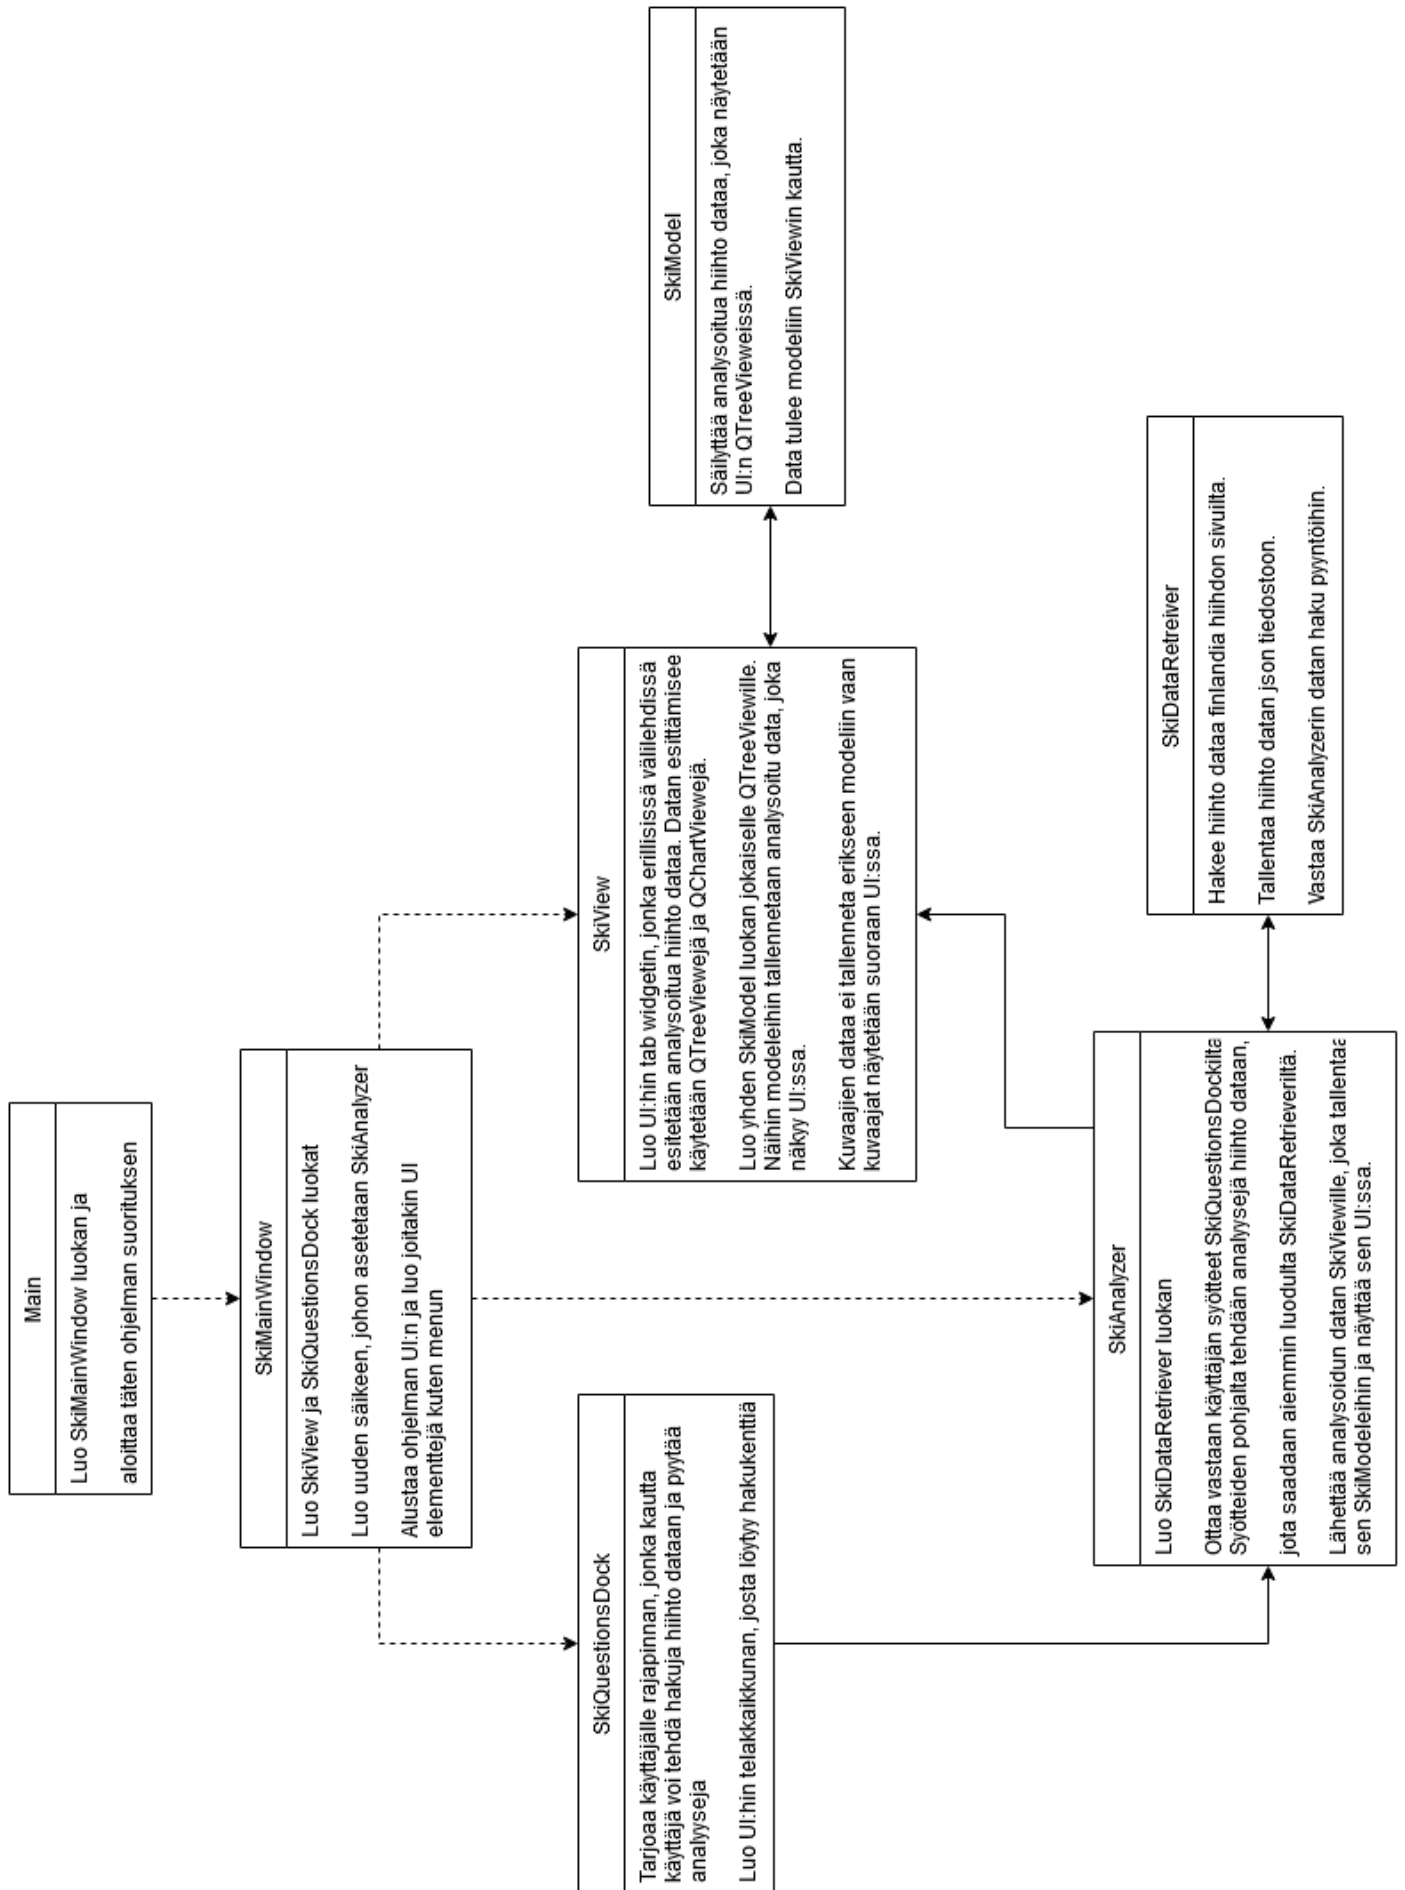 Main
Luo SkiMainWindow luokan ja
aloittaa täten ohjelman suorituksen
SkiMainWindow
Luo SkiView ja SkiQuestionsDock luokat
Luo uuden säikeen, johon asetetaan SkiAnalyzer
Alustaa ohjelman UI:n ja luo joitakin UI
elementtejä kuten menun
SkiQuestionsDock
Tarjoaa käyttäjälle rajapinnan, jonka kautta
käyttäjä voi tehdä hakuja hiihto dataan ja pyytää
analyyseja
Luo UI:hin telakkaikkunan, josta löytyy hakukenttiä
SkiView
Luo UI:hin tab widgetin, jonka erillisissä välilehdissä
esitetään analysoitua hiihto dataa. Datan esittämisee
käytetään QTreeViewejä ja QChartViewejä.
Luo yhden SkiModel luokan jokaiselle QTreeViewille.
Näihin modeleihin tallennetaan analysoitu data, joka
näkyy UI:ssa.
Kuvaajien dataa ei tallenneta erikseen modeliin vaan
kuvaajat näytetään suoraan UI:ssa.
SkiModel
Säilyttää analysoitua hiihto dataa, joka näytetään
UI:n QTreeVieweissä.
Data tulee modeliin SkiViewin kautta.
SkiAnalyzer
Luo SkiDataRetriever luokan
Ottaa vastaan käyttäjän syötteet SkiQuestionsDockilta
Syötteiden pohjalta tehdään analyysejä hiihto dataan,
jota saadaan aiemmin luodulta SkiDataRetrieveriltä.
Lähettää analysoidun datan SkiViewille, joka tallentaa
sen SkiModeleihin ja näyttää sen UI:ssa.
SkiDataRetreiver
Hakee hiihto dataa finlandia hiihdon sivuilta.
Tallentaa hiihto datan json tiedostoon.
Vastaa SkiAnalyzerin datan haku pyyntöihin.